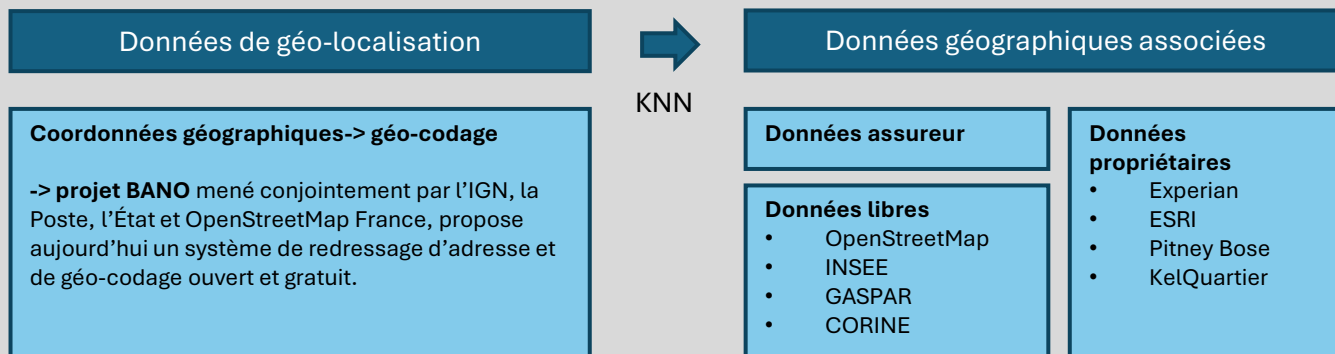 Données de géo-localisation
KNN
Données géographiques associées
Coordonnées géographiques-> géo-codage
-> projet BANO mené conjointement par l’IGN, la
Poste, l’État et OpenStreetMap France, propose
aujourd’hui un système de redressage d’adresse et
de géo-codage ouvert et gratuit.
Données assureur
Données libres
• OpenStreetMap
• INSEE
• GASPAR
• CORINE
Données
propriétaires
• Experian
• ESRI
• Pitney Bose
• KelQuartier